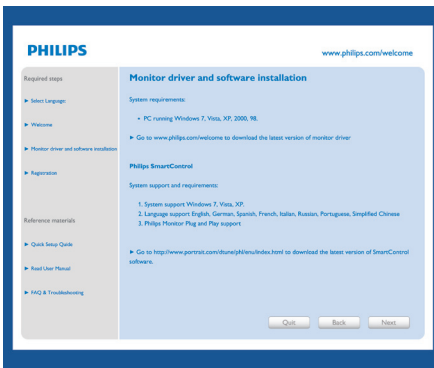 PHILIPS
www.philips.com/welcome
Required steps
► Select Language:
► Welcome
► Monitor driver and software installation
► Registration
Reference materials
► Quick Setup Guide
► Read User Manual
► FAQ & Troubleshooting
Monitor driver and software installation
System requirements:
• PC running Windows 7, Vista, XP, 2000, 98.
► Go to www.philips.com/welcome to download the latest version of monitor driver
Philips SmartControl
System support and requirements:
1. System support Windows 7, Vista, XP.
2. Language support English, German, Spanish, French, Italian, Russian, Portuguese, Simplified Chinese
3. Philips Monitor Plug and Play support
► Go to http://www.portrait.com/dtune/phl/enu/index.html to download the latest version of SmartControl
software.
Quit
Back
Next